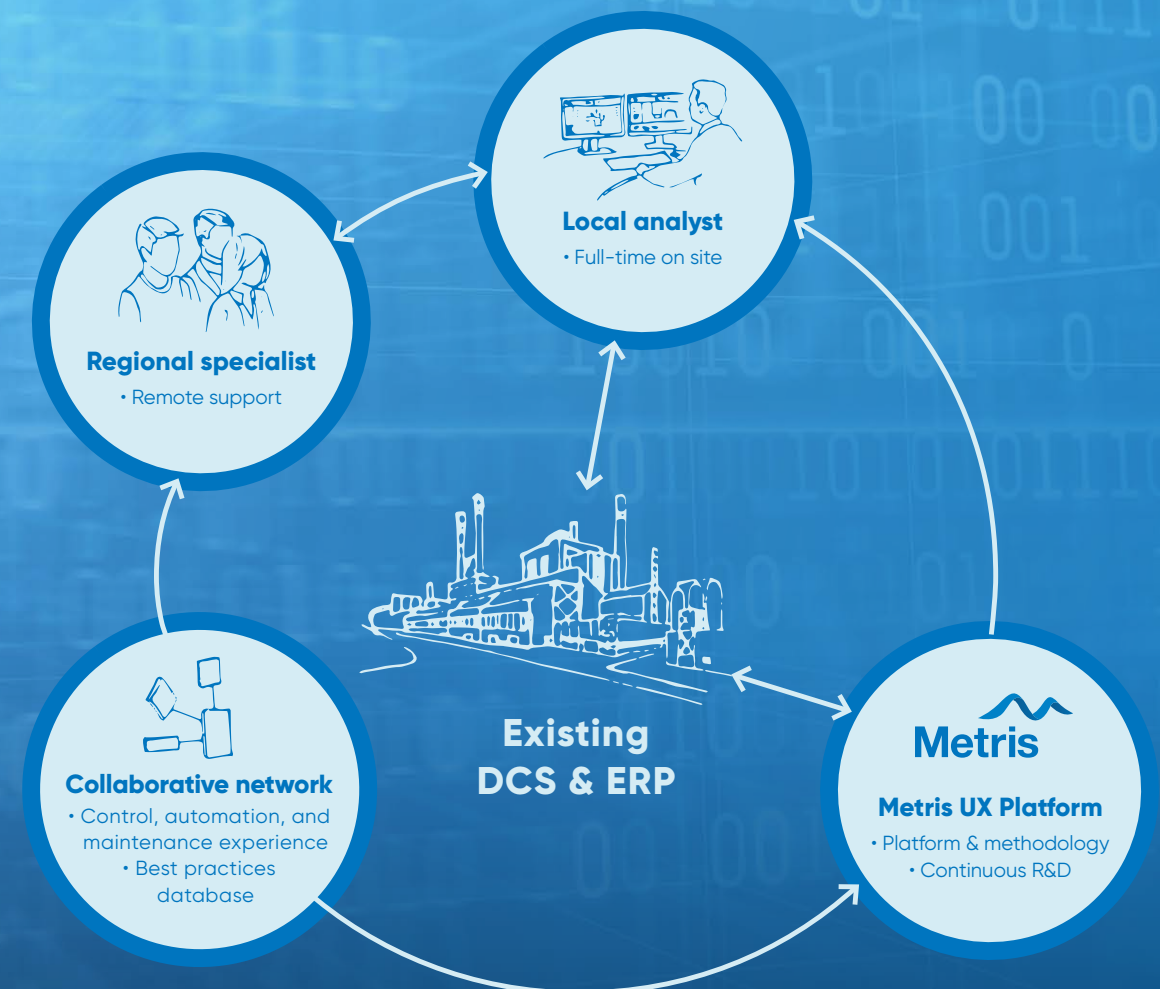 Local analyst
• Full-time on site
Regional specialist
• Remote support
Existing
DCS & ERP
Collaborative network
• Control, automation, and
maintenance experience
• Best practices
database
Metris
Metris UX Platform
• Platform & methodology
• Continuous R&D